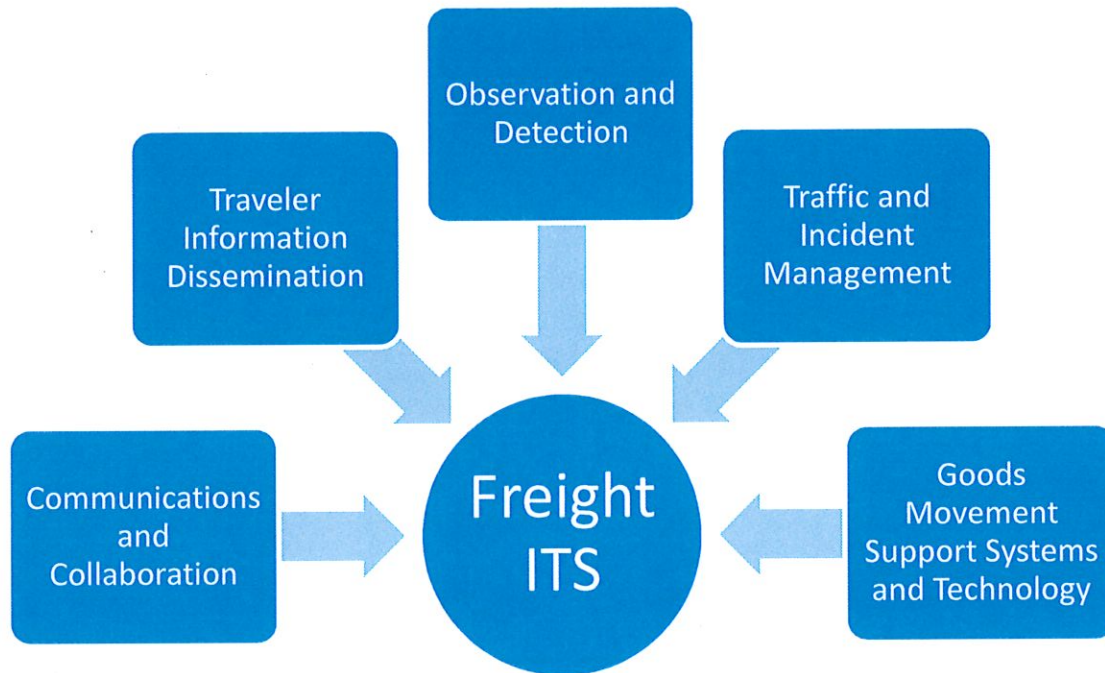 Observation and
Detection
Traveler
Information
Dissemination
Traffic and
Incident
Management
Communications
and
Collaboration
Freight
ITS
Goods
Movement
Support Systems
and Technology